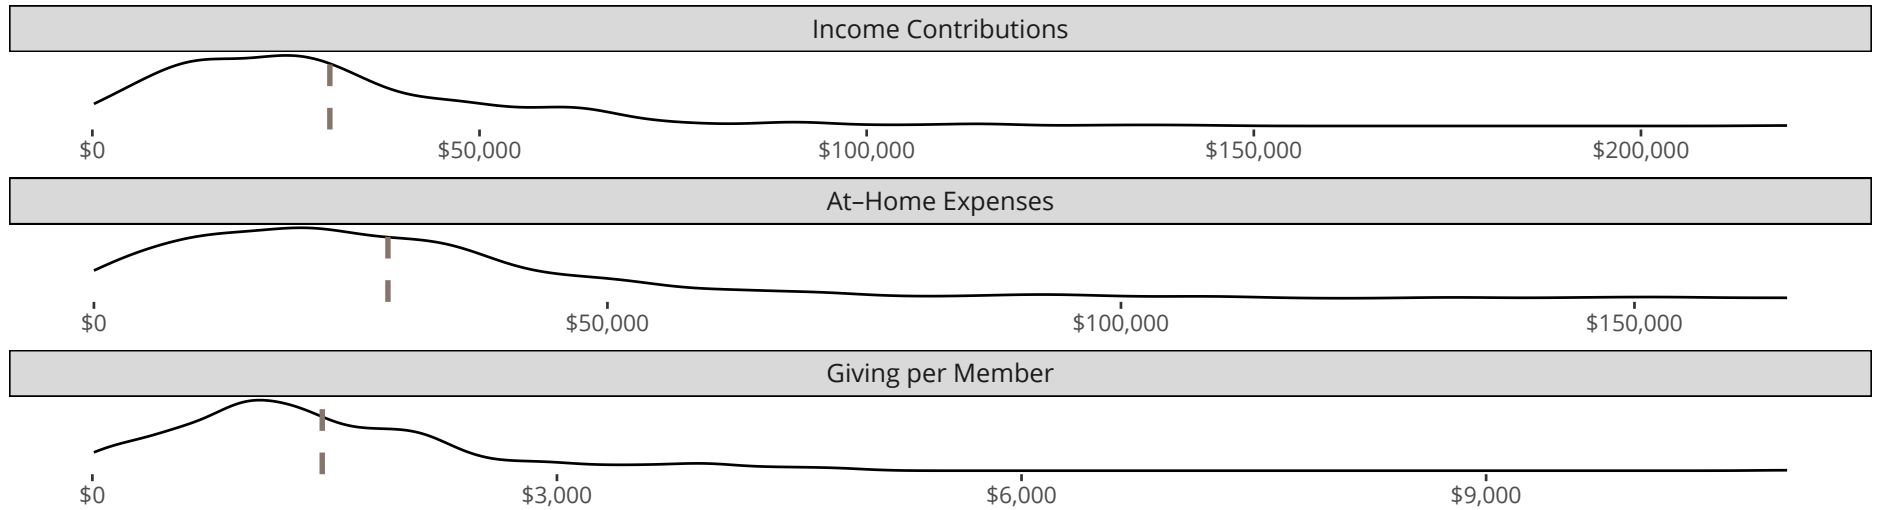 Income Contributions
$0 $50,000 $100,000 $150,000 $200,000
At–Home Expenses
$0 $50,000 $100,000 $150,000
Giving per Member
$0 $3,000 $6,000 $9,000